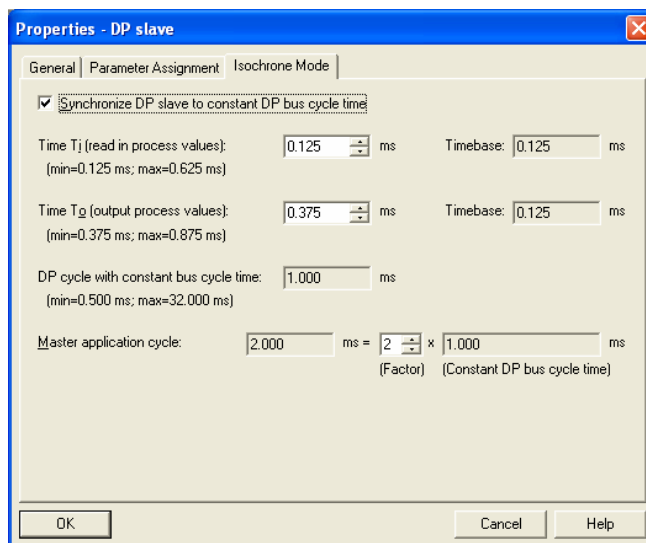 Properties - DP slave
General Parameter Assignment Isochrone Mode
Synchronize DP slave to constant DP bus cycle time
Time Ti (read in process values): 0.125 ms Timebase: 0.125 ms
(min=0.125 ms; max=0.625 ms)
Time To (output process values): 0.375 ms Timebase: 0.125 ms
(min=0.375 ms; max=0.875 ms)
DP cycle with constant bus cycle time: 1.000 ms
(min=0.500 ms; max=32.000 ms)
Master application cycle: 2.000 ms = 2 x 1.000 ms
(Factor) (Constant DP bus cycle time)
OK Cancel Help